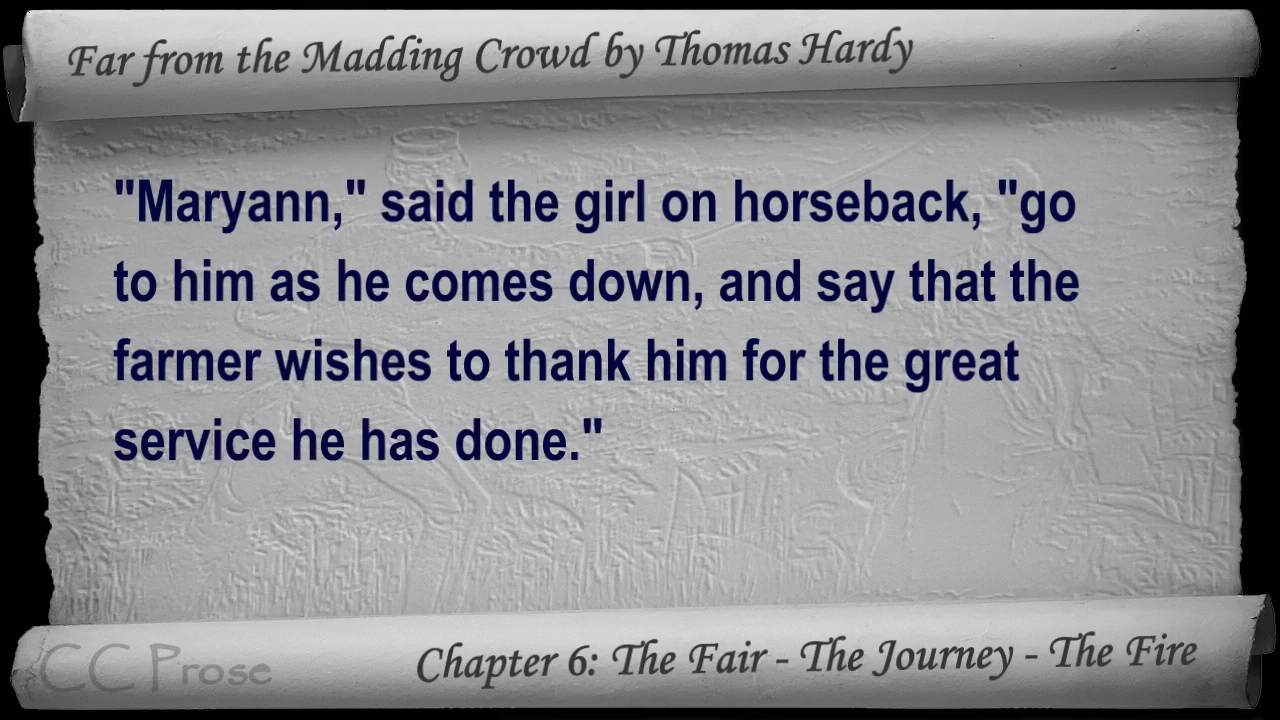 Far from the Madding Crowd by Thomas Hardy
"Maryann," said the girl on horseback, "go
to him as he comes down, and say that the
farmer wishes to thank him for the great
service he has done."
CC Prose
Chapter 6: The Fair - The Journey - The Fire